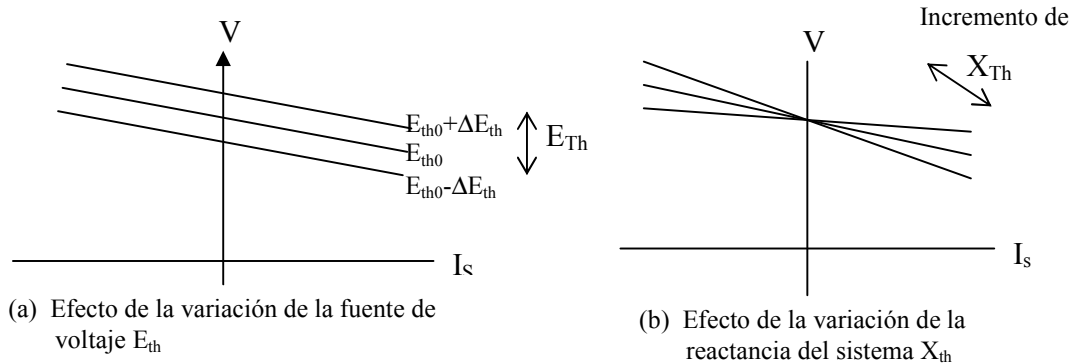 V
E_th0+ΔE_th
E_th0
E_th0-ΔE_th
E_Th
I_s
(a) Efecto de la variación de la fuente de
voltaje E_th
Incremento de
X_Th
V
I_s
(b) Efecto de la variación de la
reactancia del sistema X_th